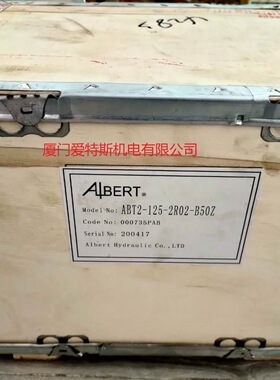 厦门爱特斯机电有限公司
ALBERT®
Model No: ABT2-125-2R02-B50Z
Code No: 000735PAB
Serial No: 200417
Albert Hydraulic Co.,LTD